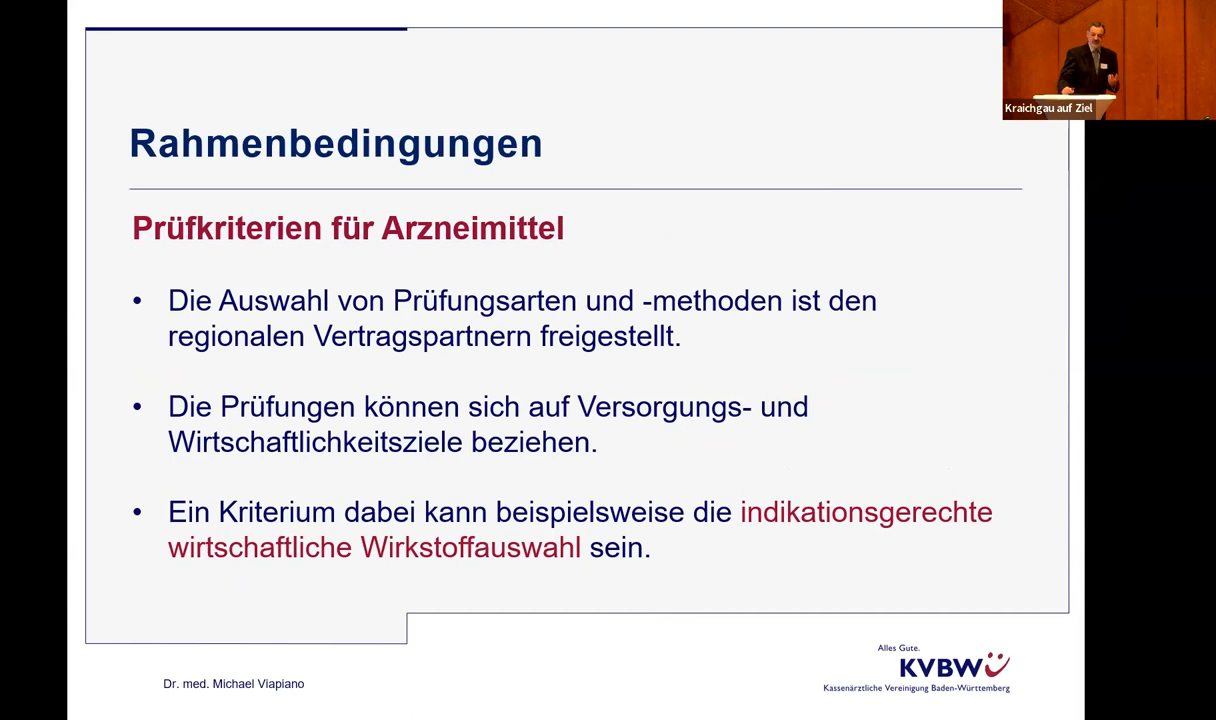 Kraichgau auf Ziel
Rahmenbedingungen
Prüfkriterien für Arzneimittel
• Die Auswahl von Prüfungsarten und -methoden ist den
regionalen Vertragspartnern freigestellt.
• Die Prüfungen können sich auf Versorgungs- und
Wirtschaftlichkeitsziele beziehen.
• Ein Kriterium dabei kann beispielsweise die indikationsgerechte
wirtschaftliche Wirkstoffauswahl sein.
Dr. med. Michael Viapiano
Alles Gute.
KVBW
Kassenärztliche Vereinigung Baden-Württemberg